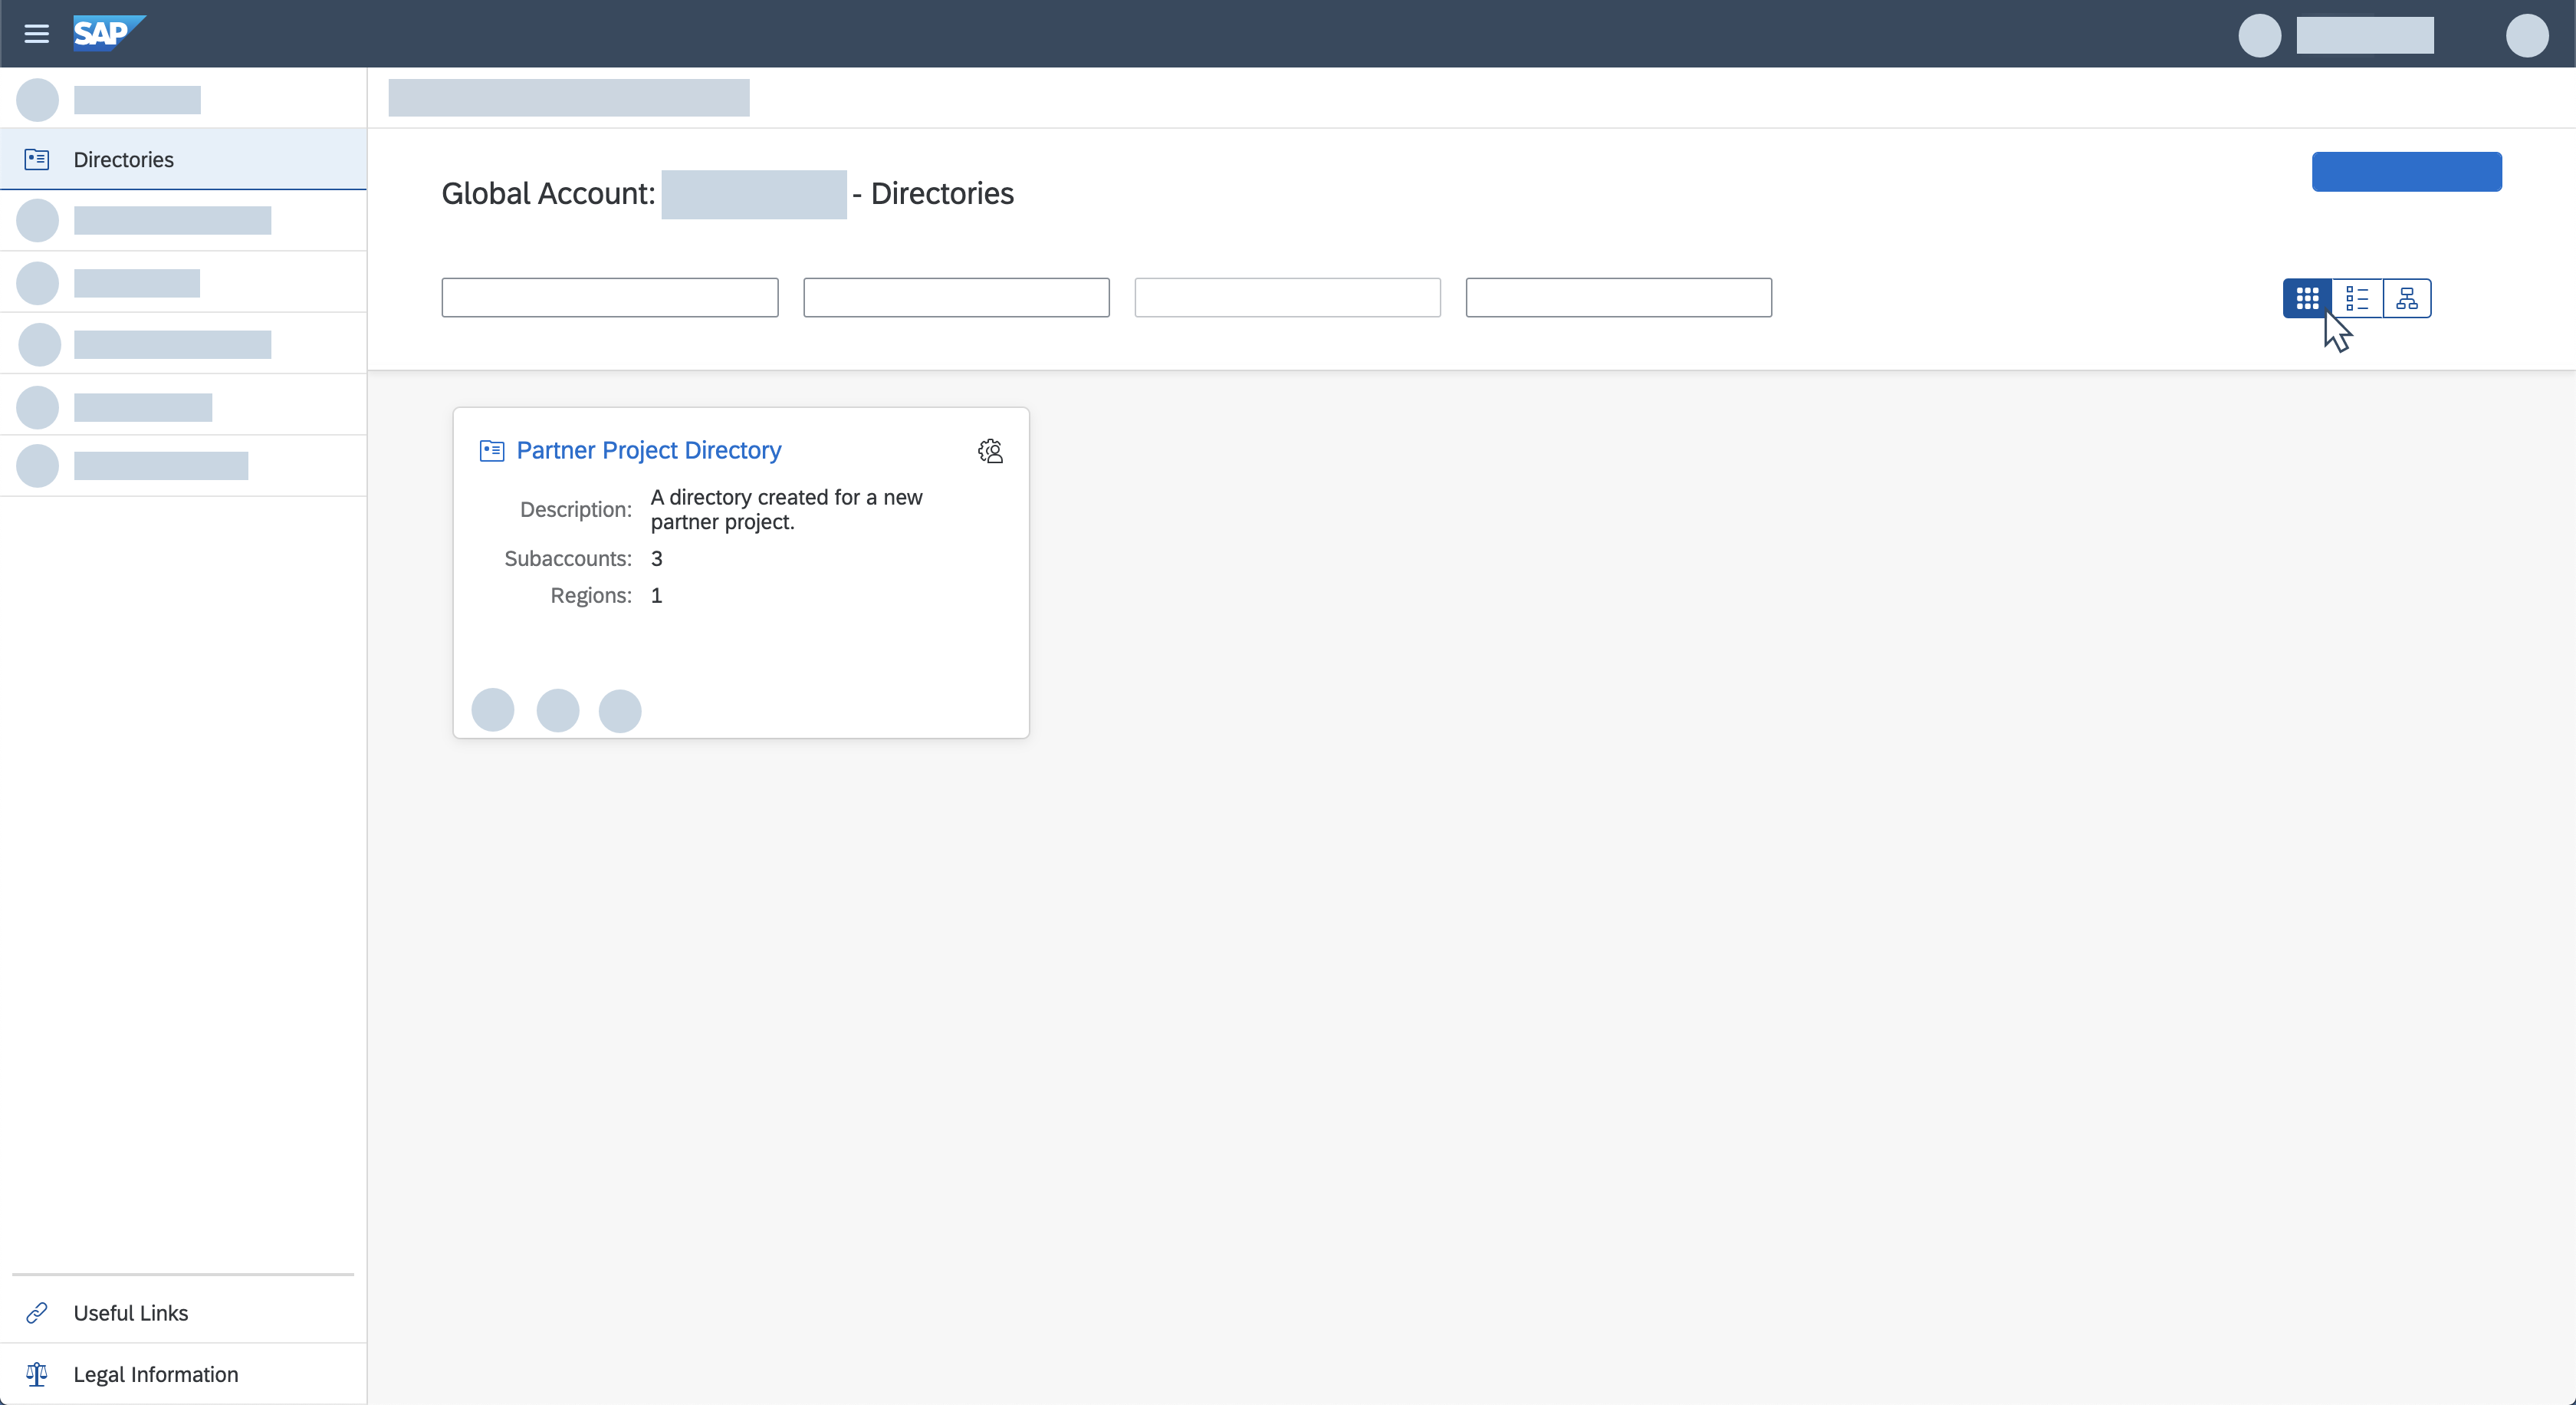 SAP
Directories
Global Account: - Directories
Partner Project Directory
Description: A directory created for a new
partner project.
Subaccounts: 3
Regions: 1
Useful Links
Legal Information